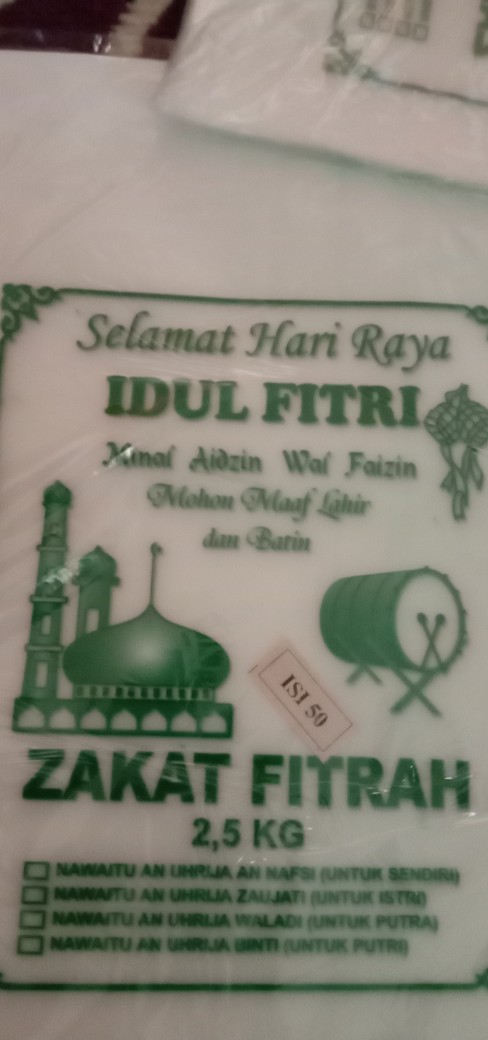 Selamat Hari Raya
IDUL FITRI
Minal Aidzin Wal Faizin
Mohon Maaf Lahir
dan Batin
ISI 50
ZAKAT FITRAH
2,5 KG
NAWAITU AN UHRIJA AN NAFSI (UNTUK SENDIRI)
NAWAITU AN UHRIJA ZAUJATI (UNTUK ISTRI)
NAWAITU AN UHRIJA WALADI (UNTUK PUTRA)
NAWAITU AN UHRIJA BINTI (UNTUK PUTRI)